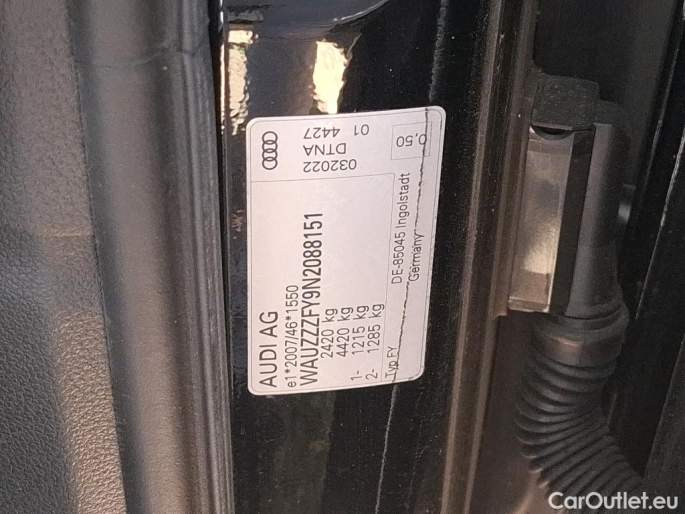 AUDI AG
e1*2007/46*1550
WAUZZZFY9N2088151
2420 kg
4420 kg
1- 1215 kg
2- 1285 kg
Typ FY
DE-85045 Ingolstadt
Germany
032022
DTNA
01 4427
0,50
CarOutlet.eu